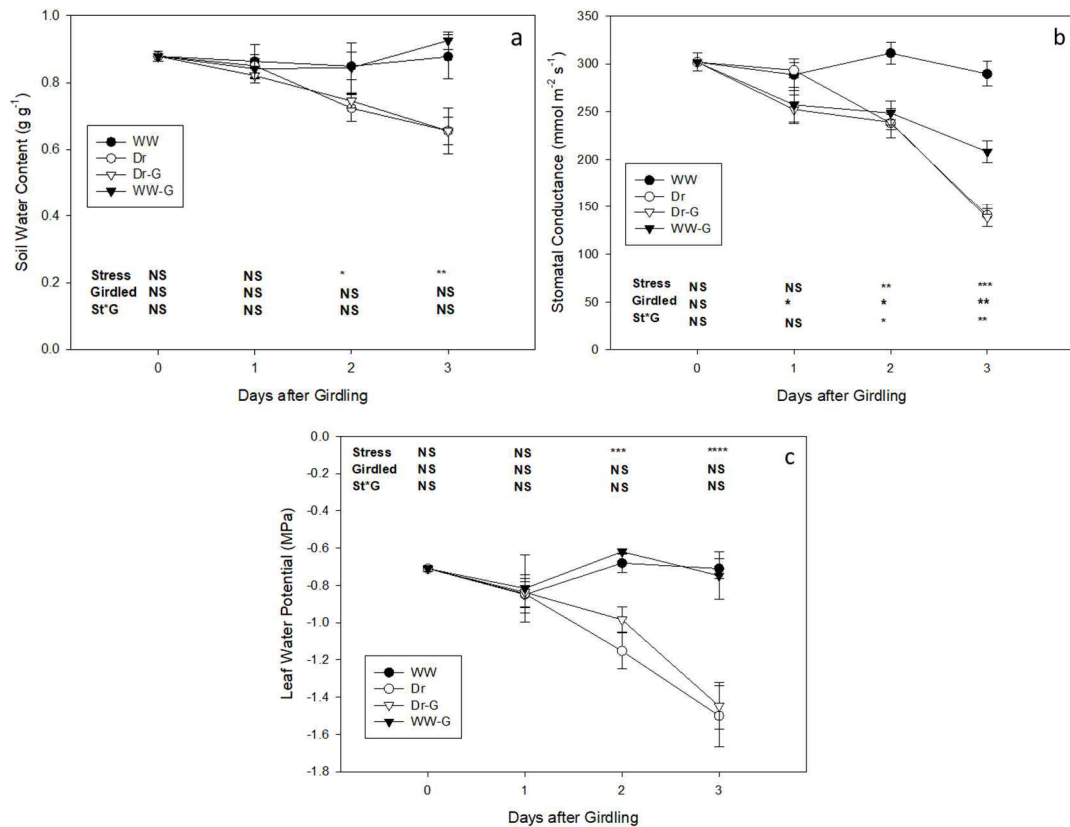 a
Soil Water Content (g g⁻¹)
1.0
0.8
0.6
0.4
0.2
0.0
WW
Dr
Dr-G
WW-G
Stress NS NS * **
Girdled NS NS NS NS
St*G NS NS NS NS
0 1 2 3
Days after Girdling
b
Stomatal Conductance (mmol m⁻² s⁻¹)
350
300
250
200
150
100
50
0
WW
Dr
Dr-G
WW-G
Stress NS NS ** ***
Girdled NS * * **
St*G NS NS * **
0 1 2 3
Days after Girdling
c
Leaf Water Potential (MPa)
0.0
-0.2
-0.4
-0.6
-0.8
-1.0
-1.2
-1.4
-1.6
-1.8
Stress NS NS *** ****
Girdled NS NS NS NS
St*G NS NS NS NS
WW
Dr
Dr-G
WW-G
0 1 2 3
Days after Girdling